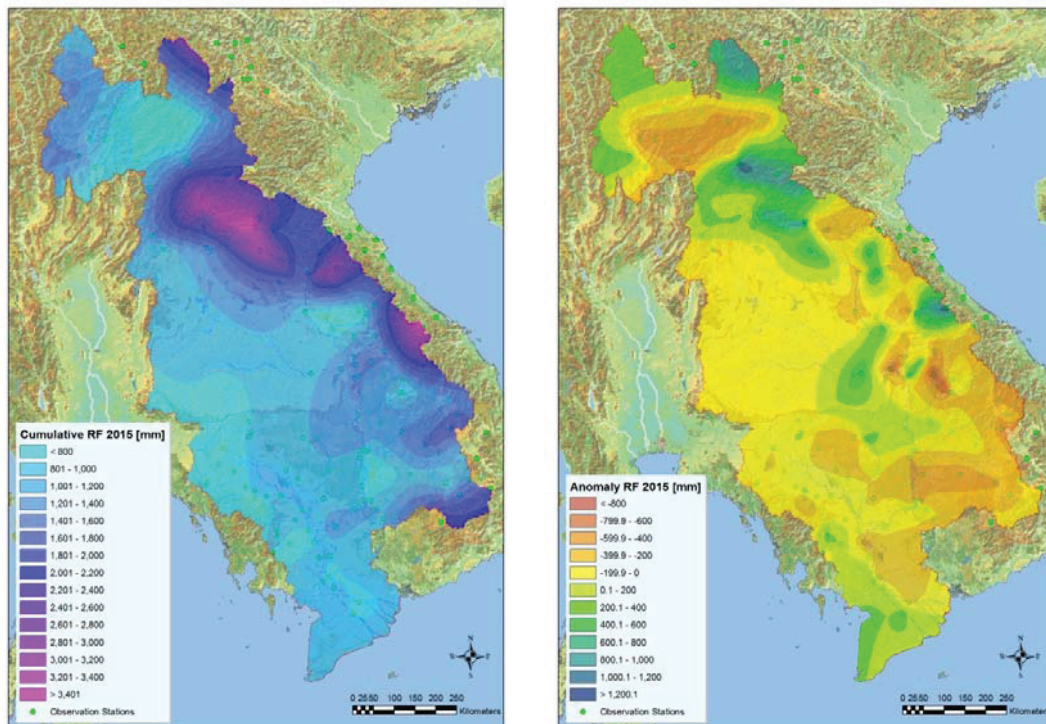 Cumulative RF 2015 [mm]
< 800
801 - 1,000
1,001 - 1,200
1,201 - 1,400
1,401 - 1,600
1,601 - 1,800
1,801 - 2,000
2,001 - 2,200
2,201 - 2,400
2,401 - 2,600
2,601 - 2,800
2,801 - 3,000
3,001 - 3,200
3,201 - 3,400
> 3,401
Observation Stations
N
W E
S
0 25 50 100 150 200 250
Kilometers
Anomaly RF 2015 [mm]
< -800
-799.9 - -600
-599.9 - -400
-399.9 - -200
-199.9 - 0
0.1 - 200
200.1 - 400
400.1 - 600
600.1 - 800
800.1 - 1,000
1,000.1 - 1,200
> 1,200.1
Observation Stations
N
W E
S
0 25 50 100 150 200 250
Kilometers